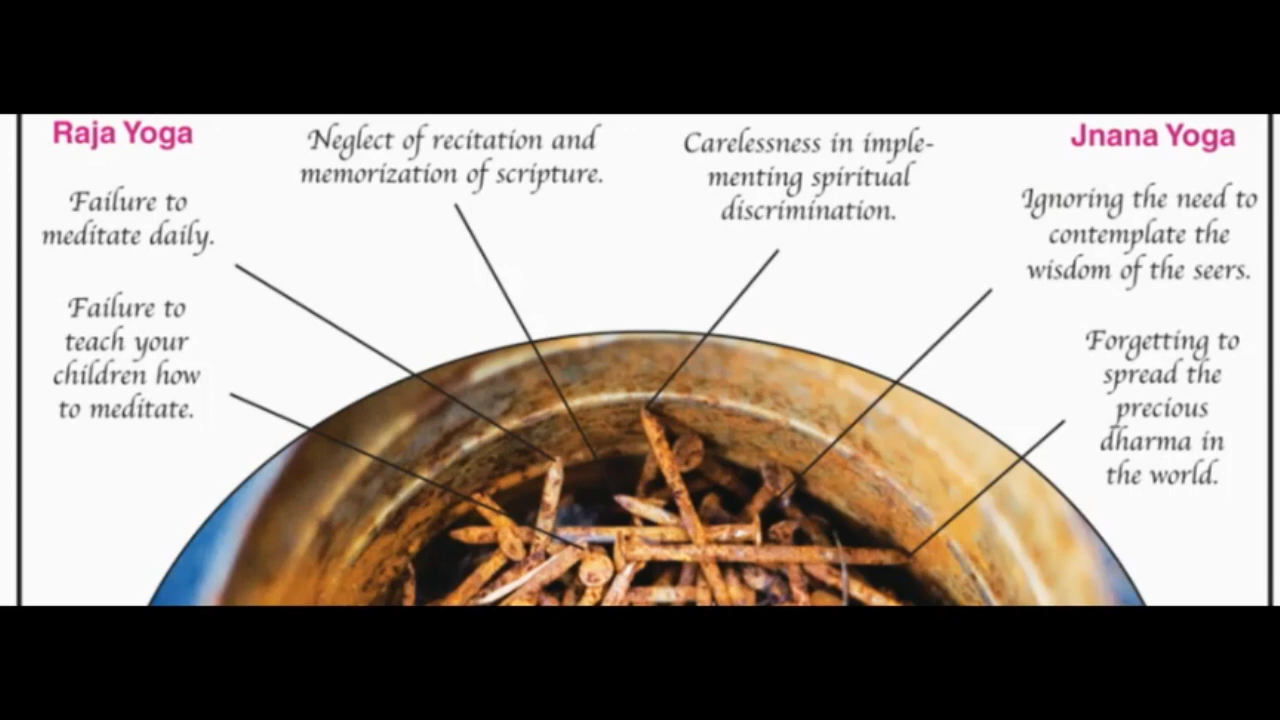 Raja Yoga
Failure to
meditate daily.
Failure to
teach your
children how
to meditate.
Neglect of recitation and
memorization of scripture.
Carelessness in imple-
menting spiritual
discrimination.
Jnana Yoga
Ignoring the need to
contemplate the
wisdom of the seers.
Forgetting to
spread the
precious
dharma in
the world.